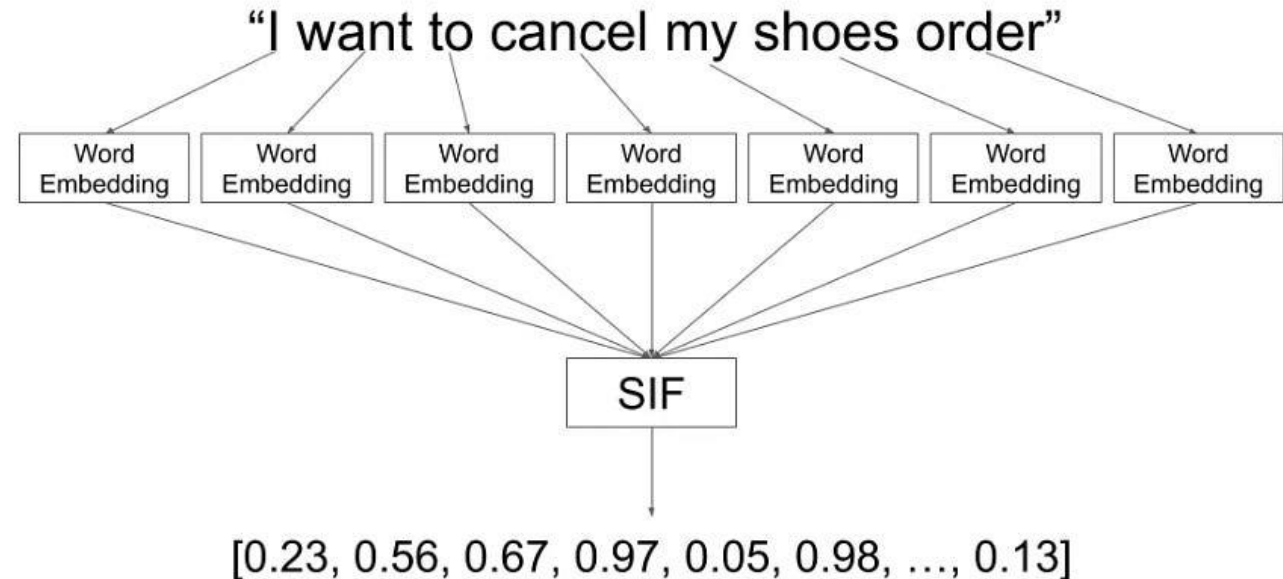 “I want to cancel my shoes order”
Word Word Word Word Word Word Word
Embedding Embedding Embedding Embedding Embedding Embedding Embedding
SIF
[0.23, 0.56, 0.67, 0.97, 0.05, 0.98, ..., 0.13]